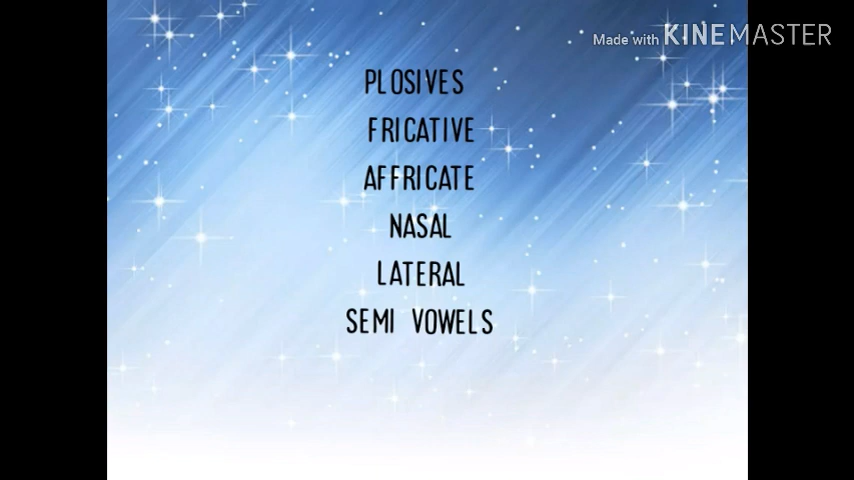 Made with KINEMASTER
PLOSIVES
FRICATIVE
AFFRICATE
NASAL
LATERAL
SEMI VOWELS